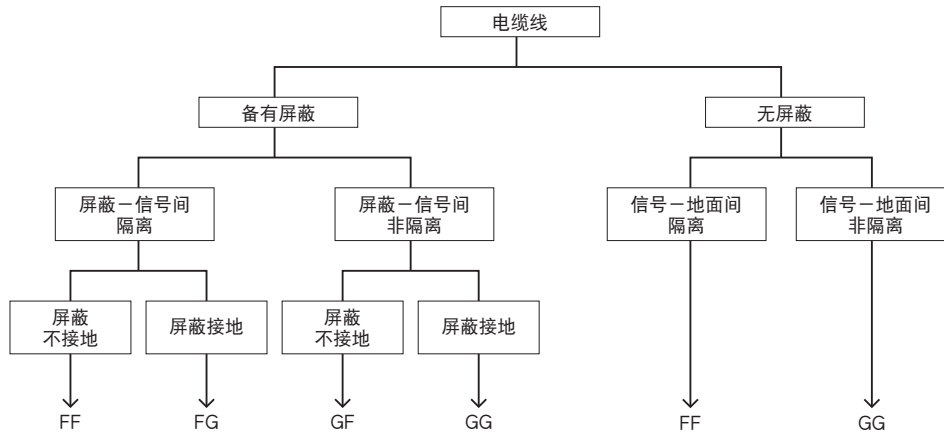 电缆线
备有屏蔽
无屏蔽
屏蔽－信号间
隔离
屏蔽－信号间
非隔离
信号－地面间
隔离
信号－地面间
非隔离
屏蔽
不接地
屏蔽接地
屏蔽
不接地
屏蔽接地
FF
FG
GF
GG
FF
GG